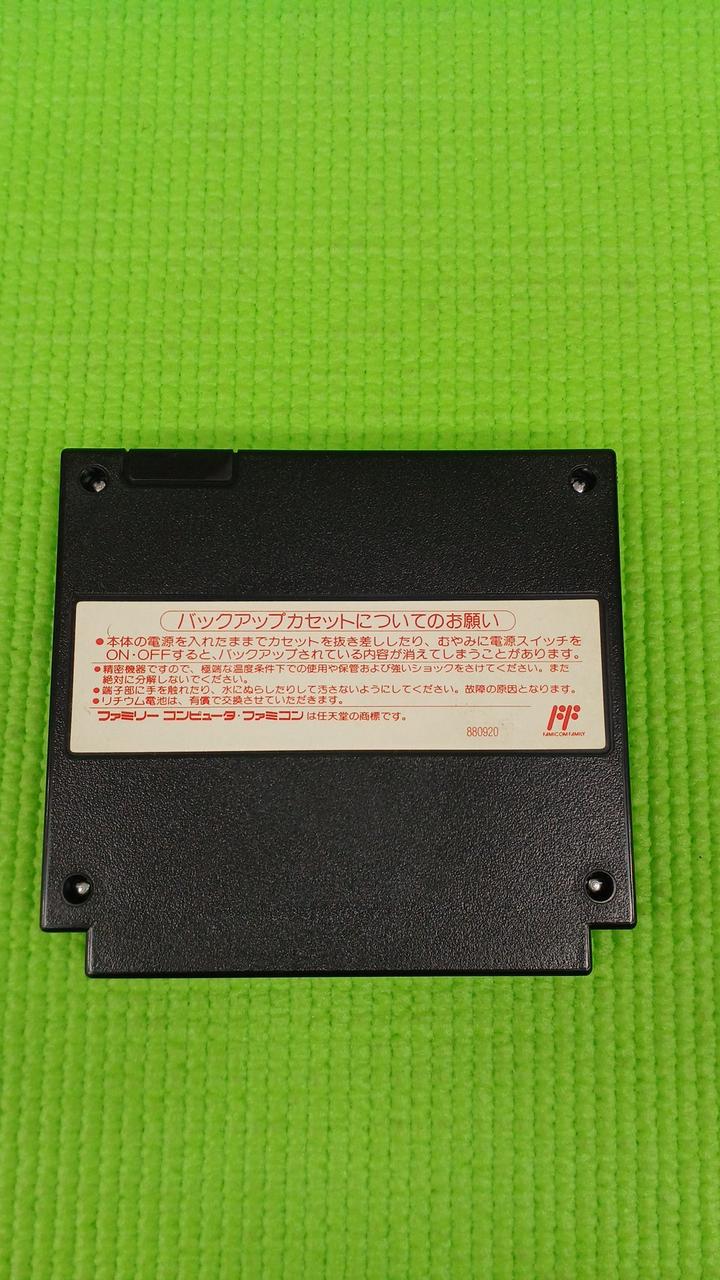 バックアップカセットについてのお願い
●本体の電源を入れたままでカセットを抜き差ししたり、むやみに電源スイッチを
ON・OFFすると、バックアップされている内容が消えてしまうことがあります。
●精密機器ですので、極端な温度条件下での使用や保管および強いショックをさけてください。また
絶対に分解しないでください。
●端子部に手を触れたり、水にぬらしたりして汚さないようにしてください。故障の原因となります。
●リチウム電池は、有償で交換させていただきます。
ファミリー コンピュータ・ファミコンは任天堂の商標です。
880920
FAMICOM FAMILY